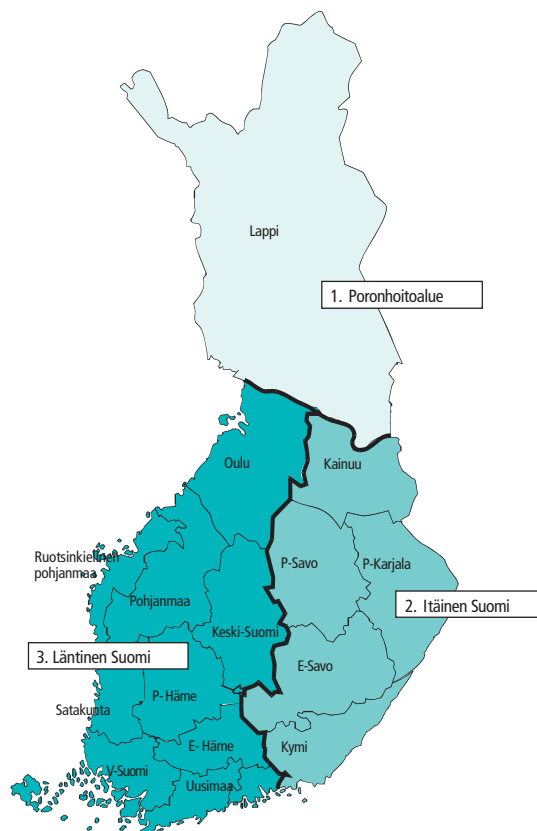 Lappi
1. Poronhoitoalue
Oulu
Kainuu
Ruotsinkielinen
pohjanmaa
P-Savo
P-Karjala
Pohjanmaa
2. Itäinen Suomi
Keski-Suomi
3. Läntinen Suomi
E-Savo
P- Häme
Satakunta
E- Häme
Kymi
V-Suomi
Uusimaa